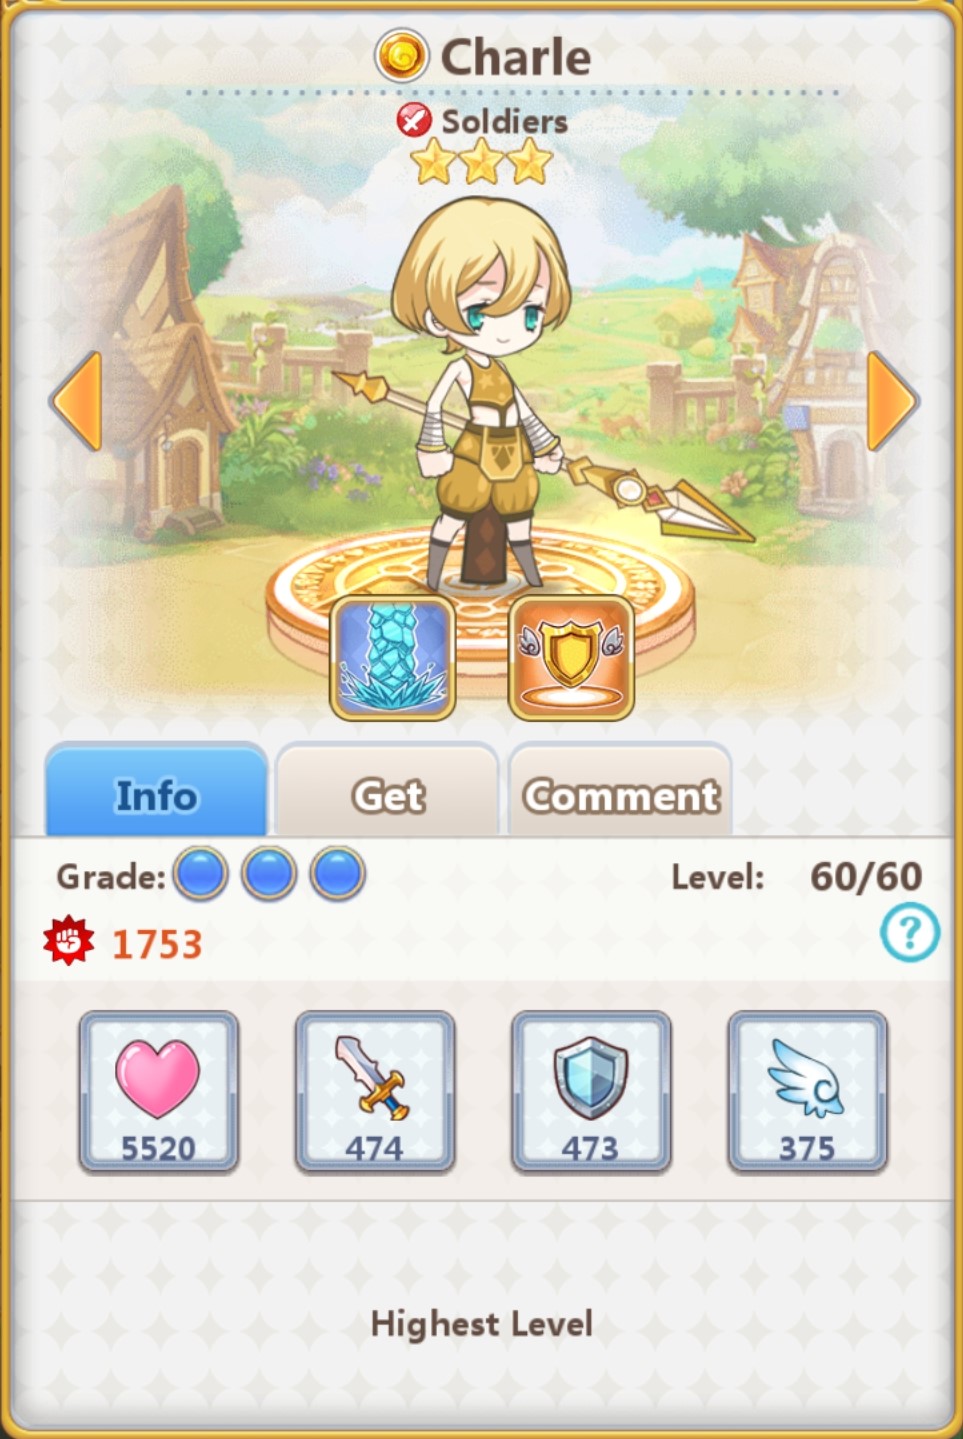 Charle
Soldiers
Info
Get
Comment
Grade:
Level: 60/60
1753
?
5520
474
473
375
Highest Level